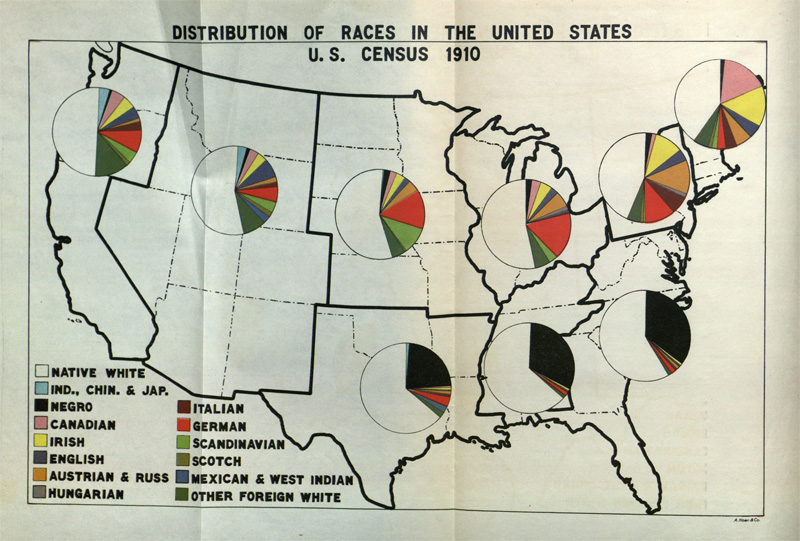 DISTRIBUTION OF RACES IN THE UNITED STATES
U. S. CENSUS 1910
NATIVE WHITE
IND., CHIN. & JAP.
NEGRO
CANADIAN
IRISH
ENGLISH
AUSTRIAN & RUSS
HUNGARIAN
ITALIAN
GERMAN
SCANDINAVIAN
SCOTCH
MEXICAN & WEST INDIAN
OTHER FOREIGN WHITE